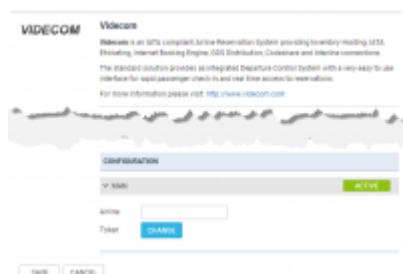 VIDECOM
Videcom
Videcom is an IATA compliant Airline Reservation System providing Inventory Hosting, IATA
Eticketing, Internet Booking Engine, GDS Distribution, Codeshare and Interline connections.
The standard solution provides an integrated Departure Control System with a very easy to use
interface for rapid passenger check-in and real time access to reservations.
For more information please visit: http://www.videcom.com
CONFIGURATION
MAIN
ACTIVE
Airline
Token
CHANGE
SAVE
CANCEL